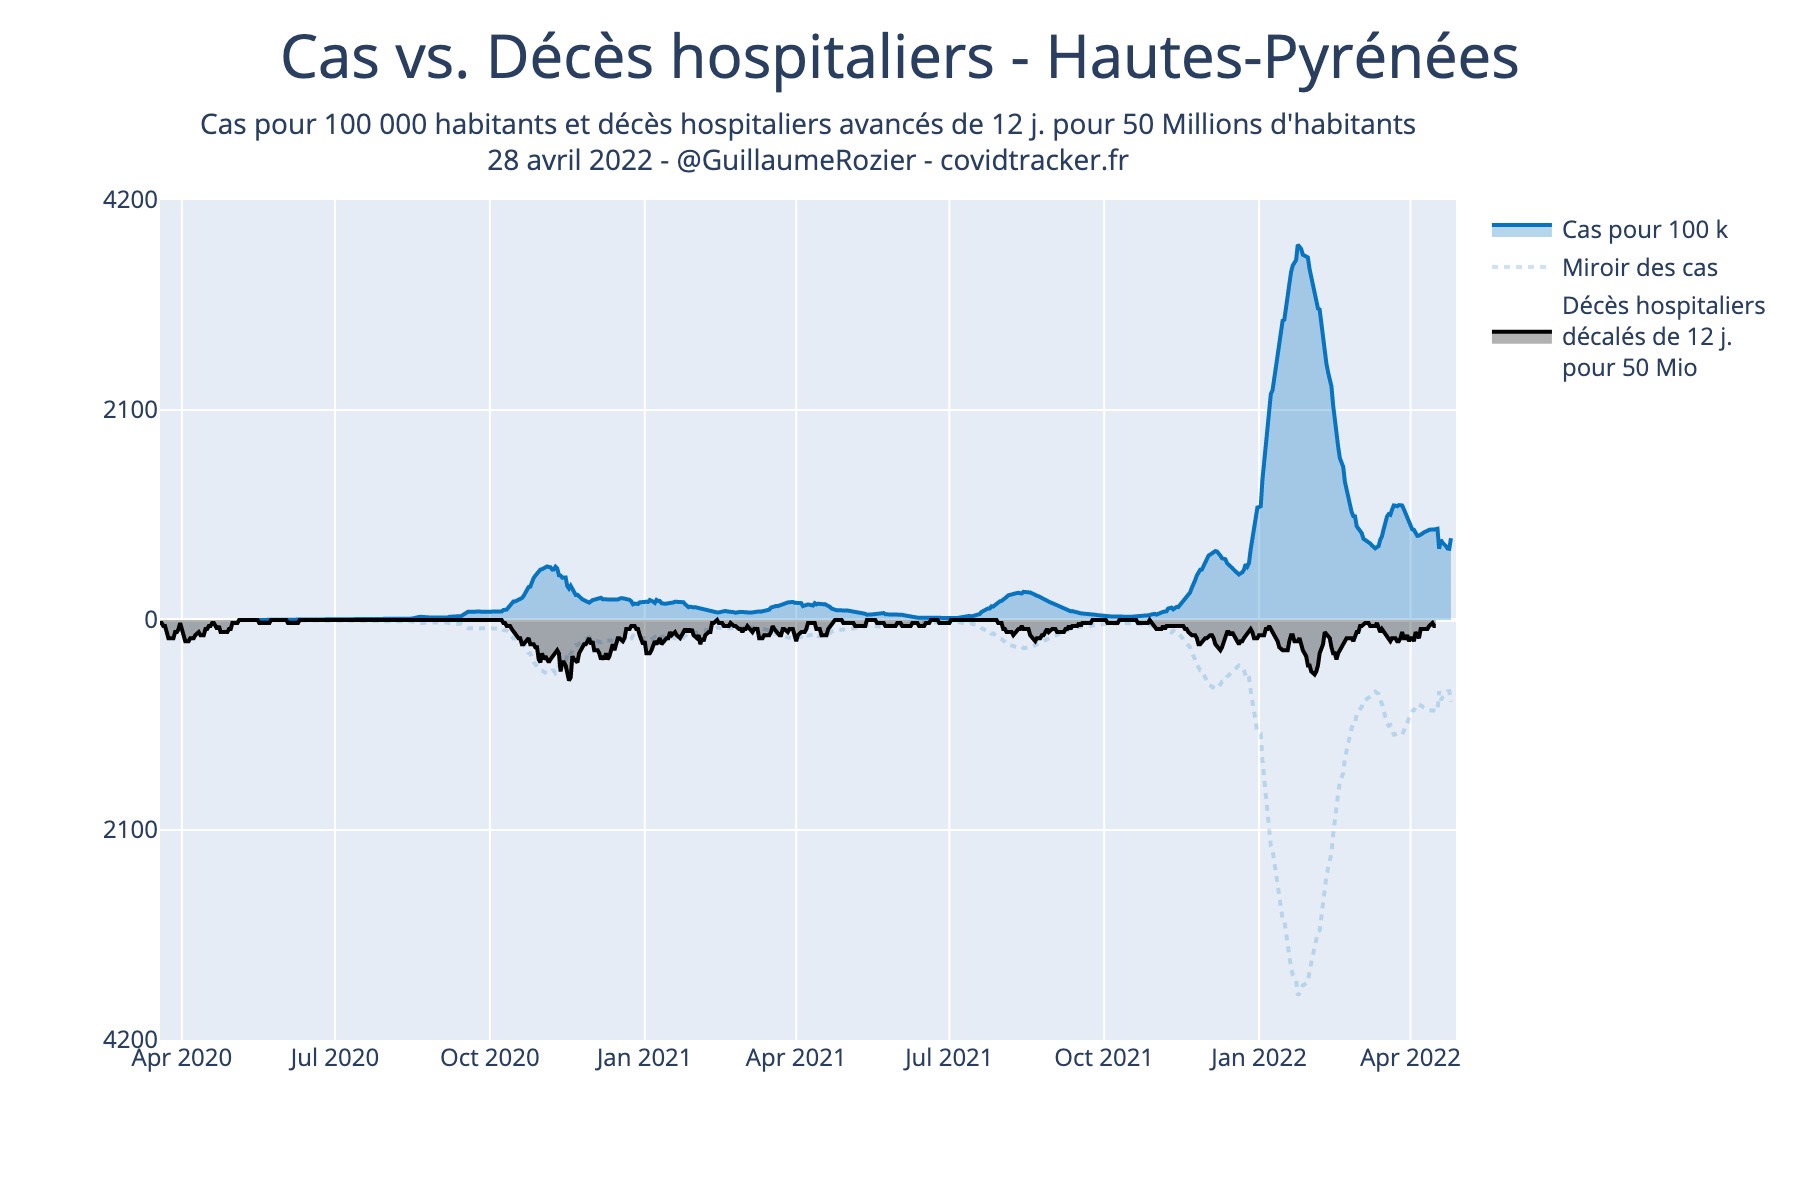 Cas vs. Décès hospitaliers - Hautes-Pyrénées
Cas pour 100 000 habitants et décès hospitaliers avancés de 12 j. pour 50 Millions d'habitants
28 avril 2022 - @GuillaumeRozier - covidtracker.fr
4200
2100
0
2100
4200
Apr 2020
Jul 2020
Oct 2020
Jan 2021
Apr 2021
Jul 2021
Oct 2021
Jan 2022
Apr 2022
Cas pour 100 k
Miroir des cas
Décès hospitaliers
décalés de 12 j.
pour 50 Mio